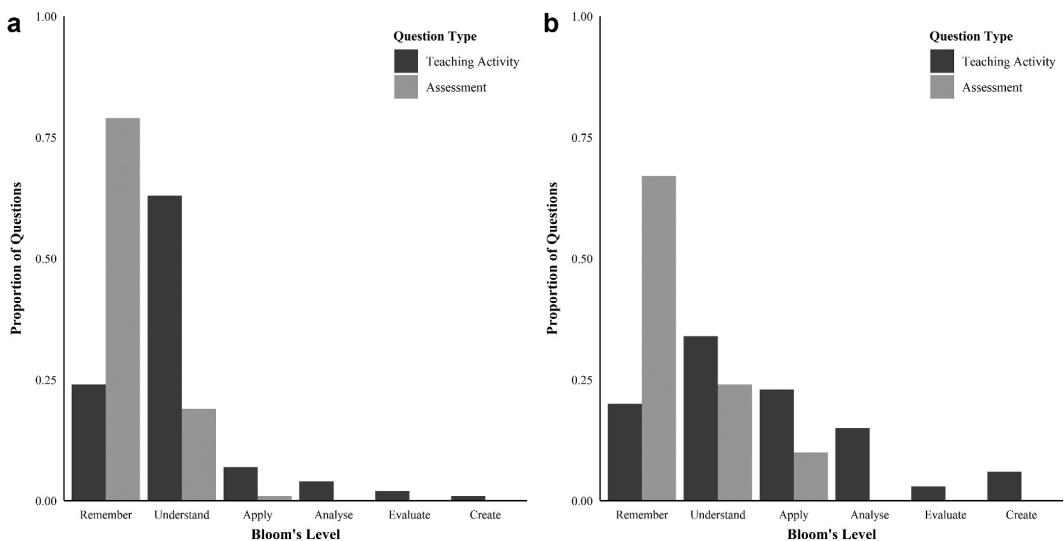 a
Question Type
Teaching Activity
Assessment
Proportion of Questions
1.00
0.75
0.50
0.25
0.00
Remember Understand Apply Analyse Evaluate Create
Bloom's Level
b
Question Type
Teaching Activity
Assessment
Proportion of Questions
1.00
0.75
0.50
0.25
0.00
Remember Understand Apply Analyse Evaluate Create
Bloom's Level